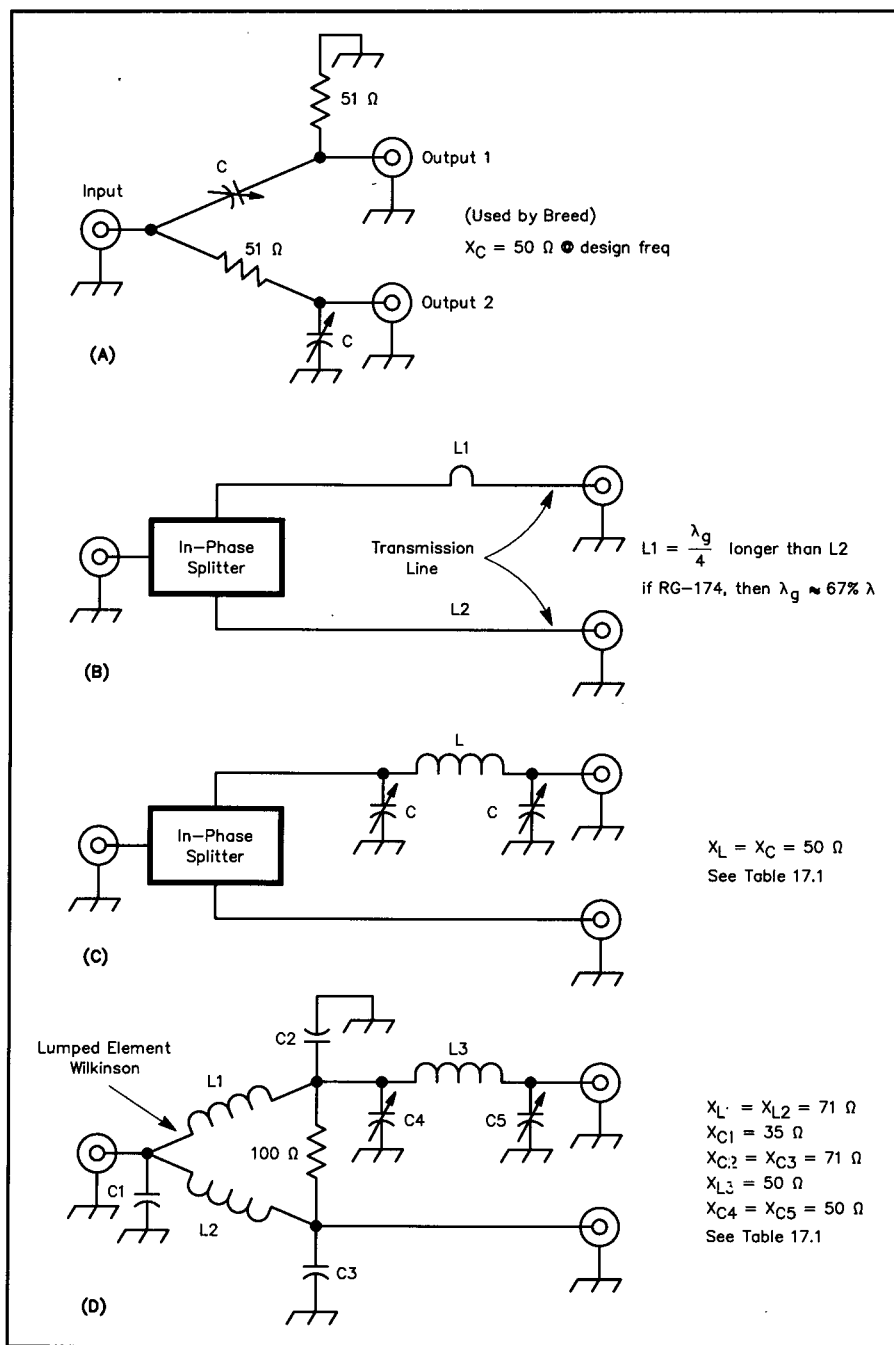 51 Ω
C
Output 1
Input
(Used by Breed)
X_C = 50 Ω @ design freq
51 Ω
Output 2
C
(A)
L1
In-Phase
Splitter
Transmission
Line
L1 = λg/4 longer than L2
if RG-174, then λg ≈ 67% λ
L2
(B)
L
C
C
In-Phase
Splitter
X_L = X_C = 50 Ω
See Table 17.1
(C)
C2
Lumped Element
Wilkinson
L1
L3
C4
C5
100 Ω
C1
L2
C3
X_L· = X_L2 = 71 Ω
X_C1 = 35 Ω
X_C2 = X_C3 = 71 Ω
X_L3 = 50 Ω
X_C4 = X_C5 = 50 Ω
See Table 17.1
(D)